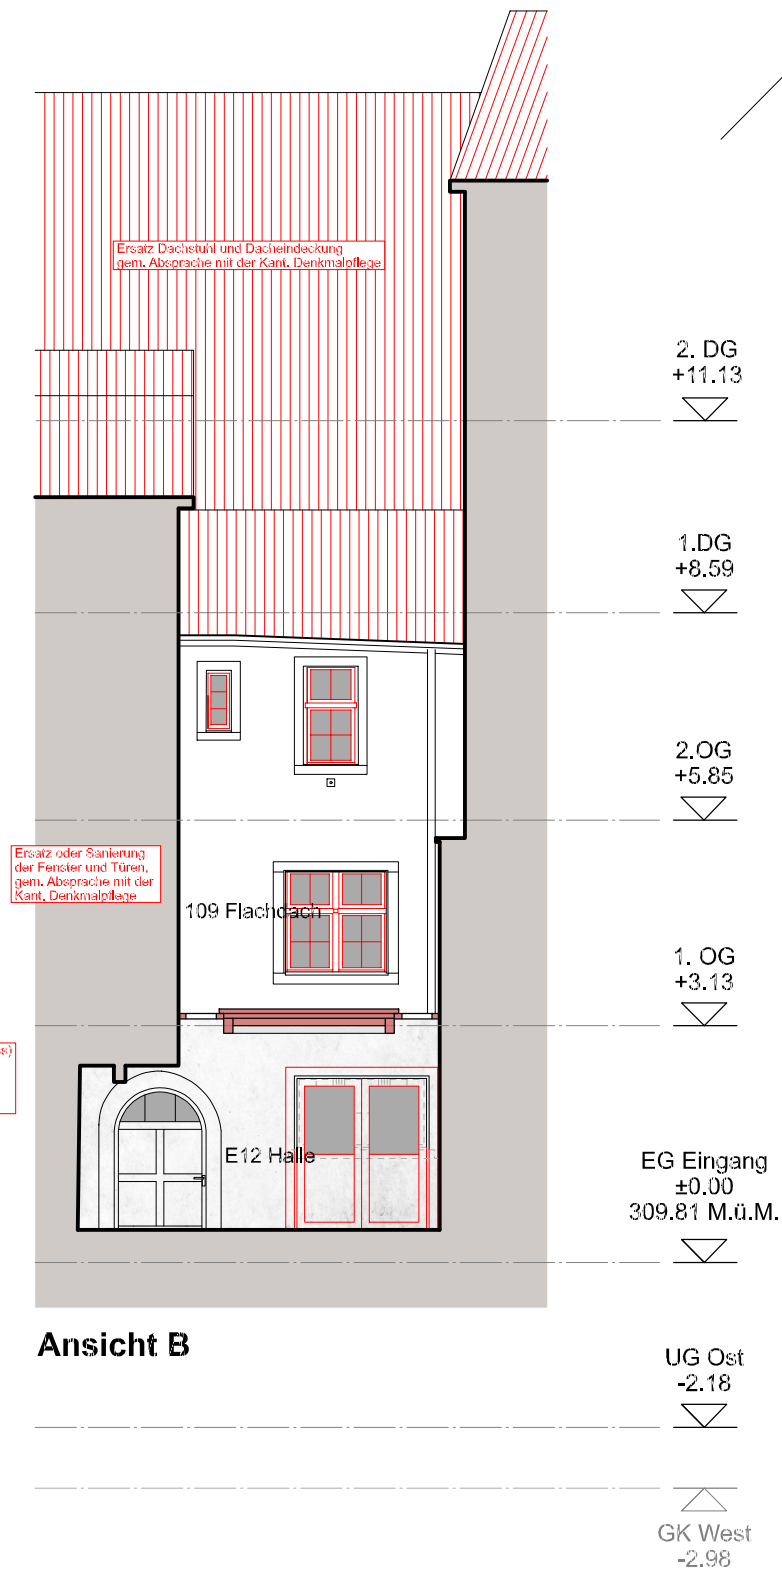 Ersatz Dachstuhl und Dacheindeckung
gem. Absprache mit der Kant. Denkmalpflege
2. DG
+11.13
1.DG
+8.59
2.OG
+5.85
Ersatz oder Sanierung
der Fenster und Türen,
gem. Absprache mit der
Kant. Denkmalpflege
109 Flachdach
1. OG
+3.13
E12 Halle
EG Eingang
±0.00
309.81 M.ü.M.
Ansicht B
UG Ost
-2.18
GK West
-2.98